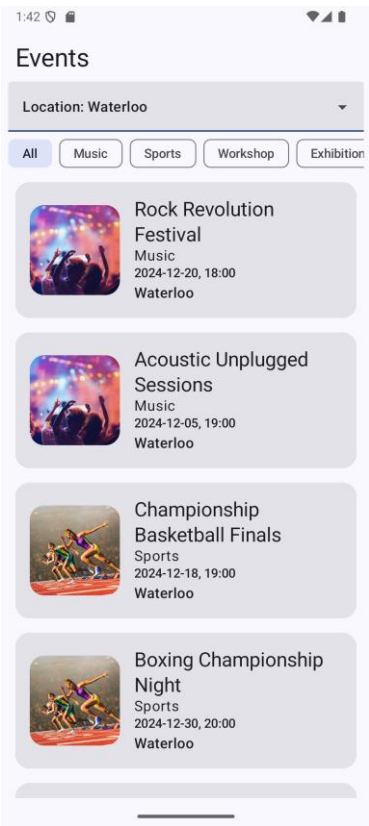 1:42
Events
Location: Waterloo
All Music Sports Workshop Exhibition
Rock Revolution
Festival
Music
2024-12-20, 18:00
Waterloo
Acoustic Unplugged
Sessions
Music
2024-12-05, 19:00
Waterloo
Championship
Basketball Finals
Sports
2024-12-18, 19:00
Waterloo
Boxing Championship
Night
Sports
2024-12-30, 20:00
Waterloo